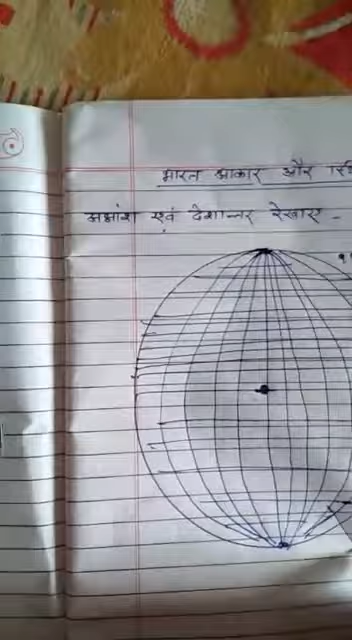 भारत आकार और
अक्षांश एवं देशान्तर रेखाएं -